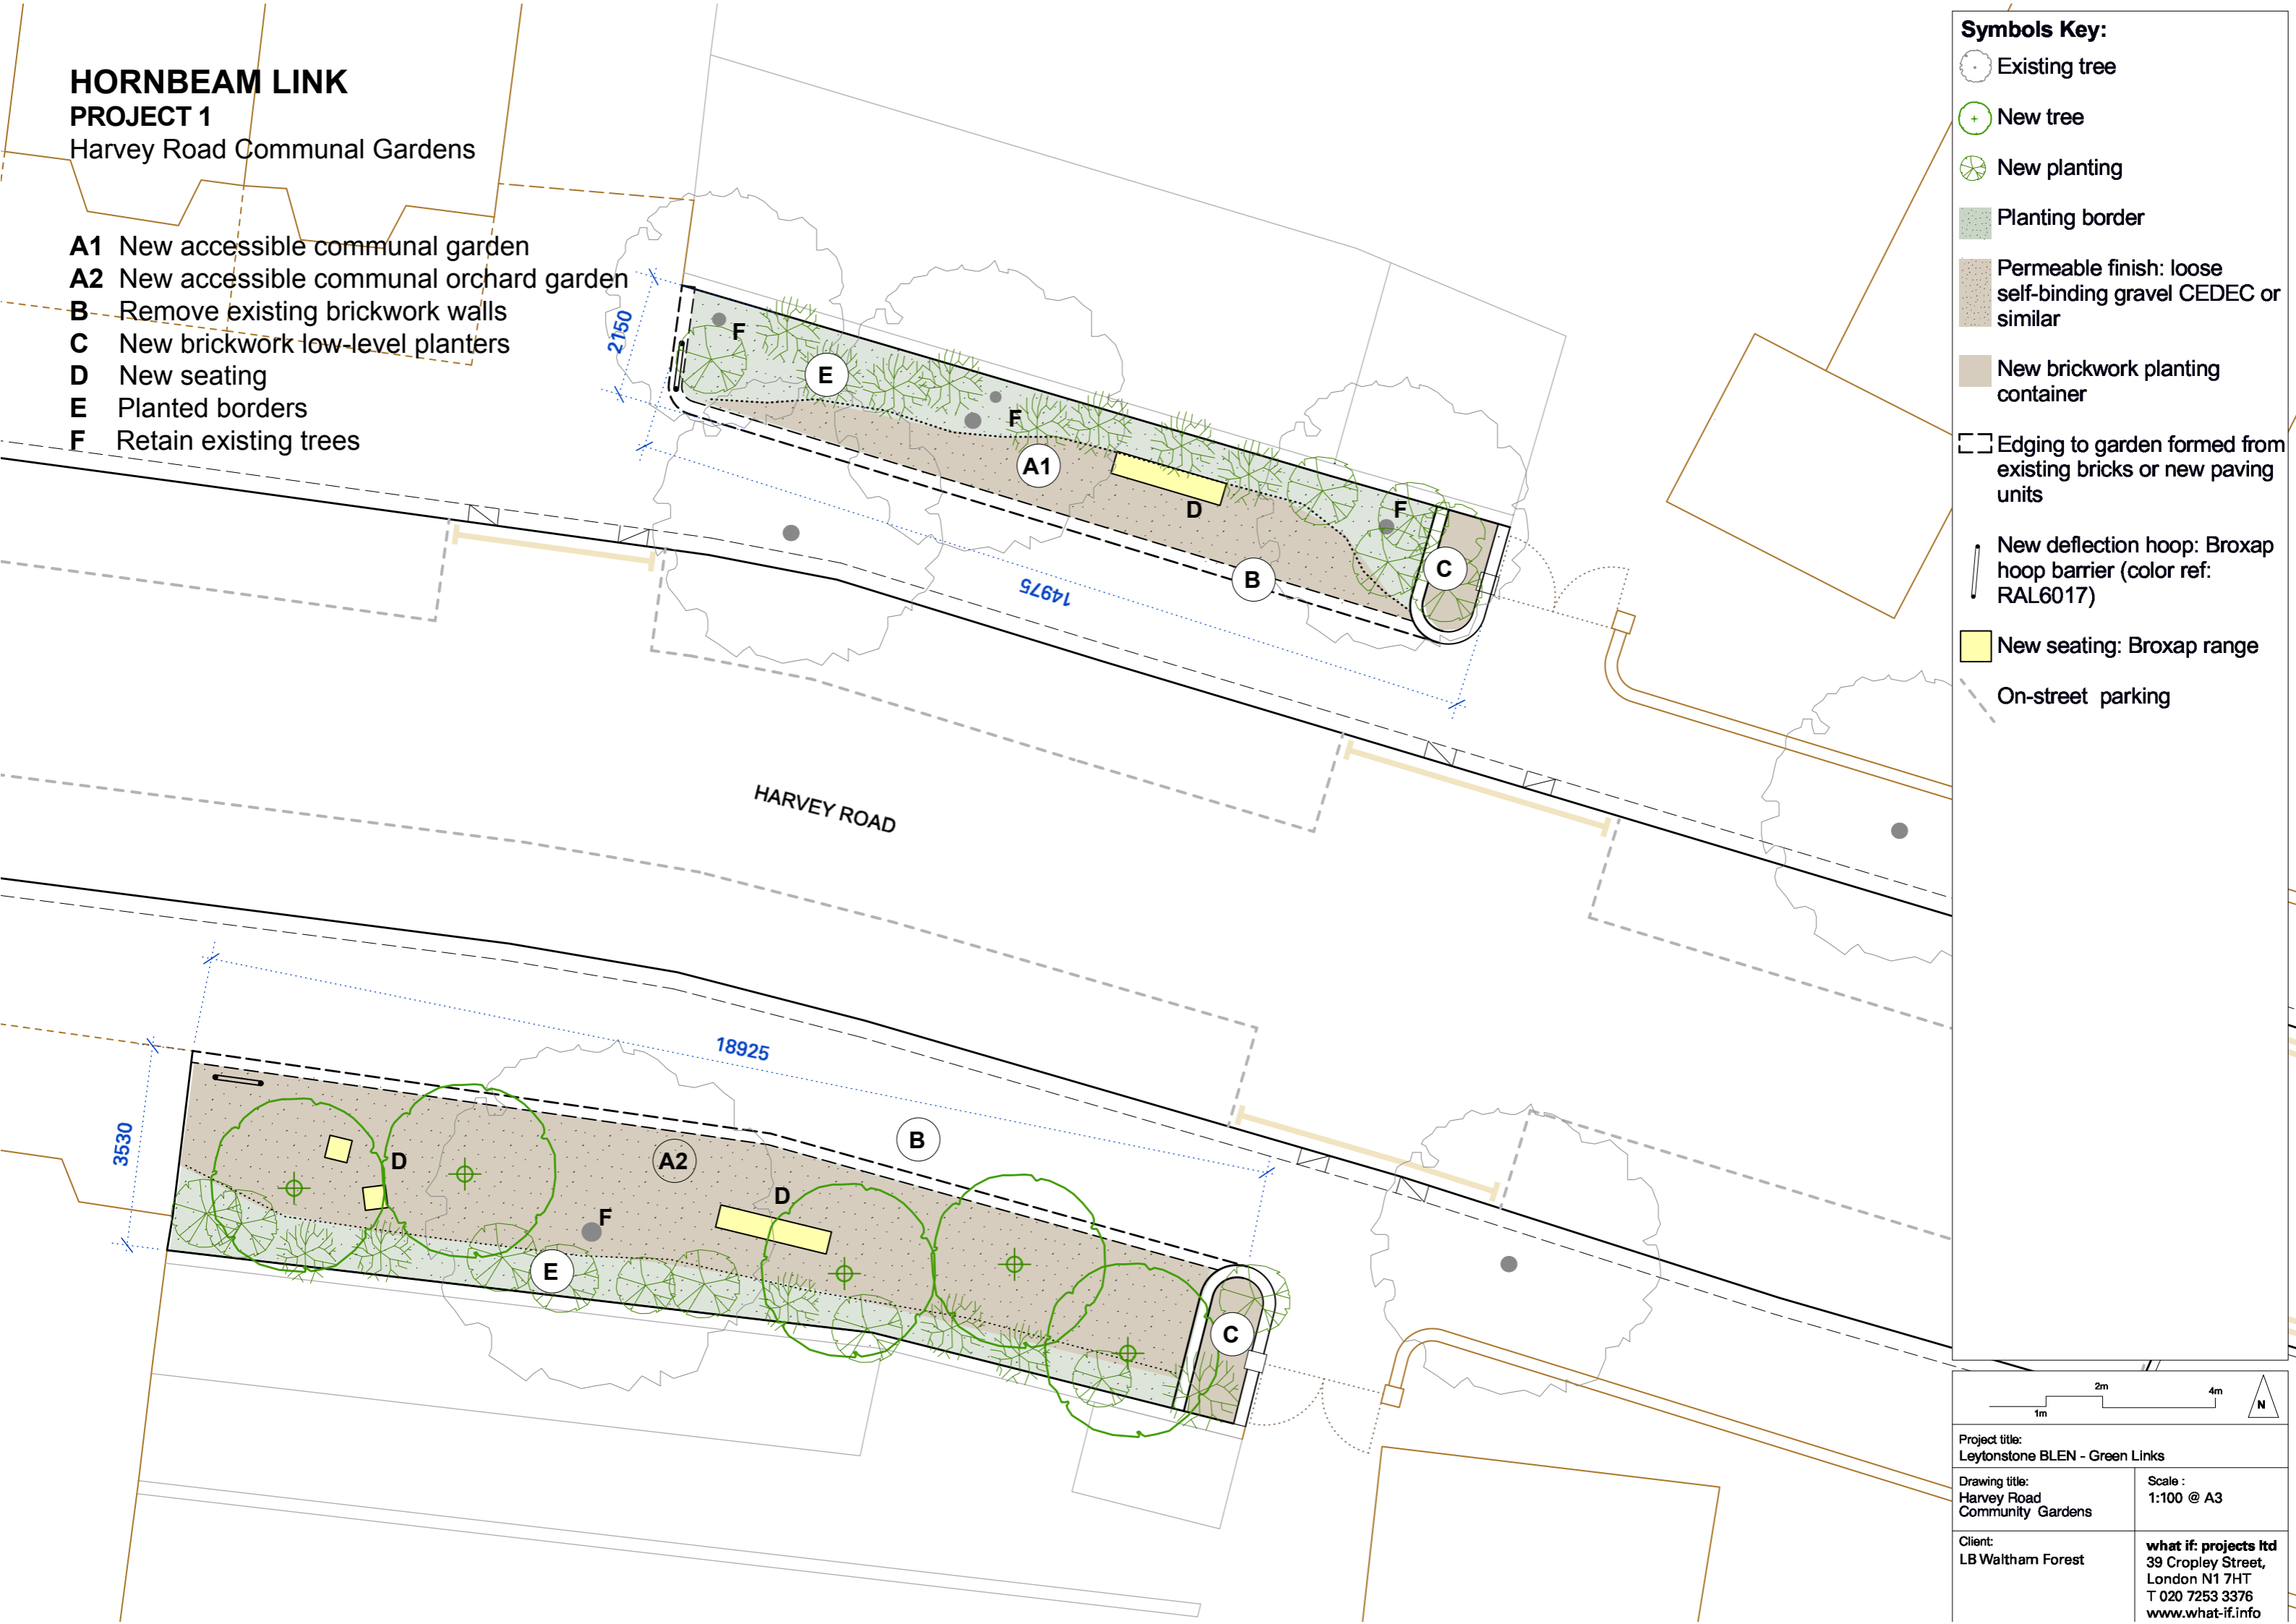 HORNBEAM LINK
PROJECT 1
Harvey Road Communal Gardens
A1 New accessible communal garden
A2 New accessible communal orchard garden
B Remove existing brickwork walls
C New brickwork low-level planters
D New seating
E Planted borders
F Retain existing trees
2150
F
E
F
A1
D
F
B
C
14975
HARVEY ROAD
18925
3530
B
D
A2
D
F
E
C
Symbols Key:
Existing tree
New tree
New planting
Planting border
Permeable finish: loose
self-binding gravel CEDEC or
similar
New brickwork planting
container
Edging to garden formed from
existing bricks or new paving
units
New deflection hoop: Broxap
hoop barrier (color ref:
RAL6017)
New seating: Broxap range
On-street parking
1m
2m
4m
N
Project title:
Leytonstone BLEN - Green Links
Drawing title:
Harvey Road
Community Gardens
Scale :
1:100 @ A3
Client:
LB Waltham Forest
what if: projects ltd
39 Cropley Street,
London N1 7HT
T 020 7253 3376
www.what-if.info